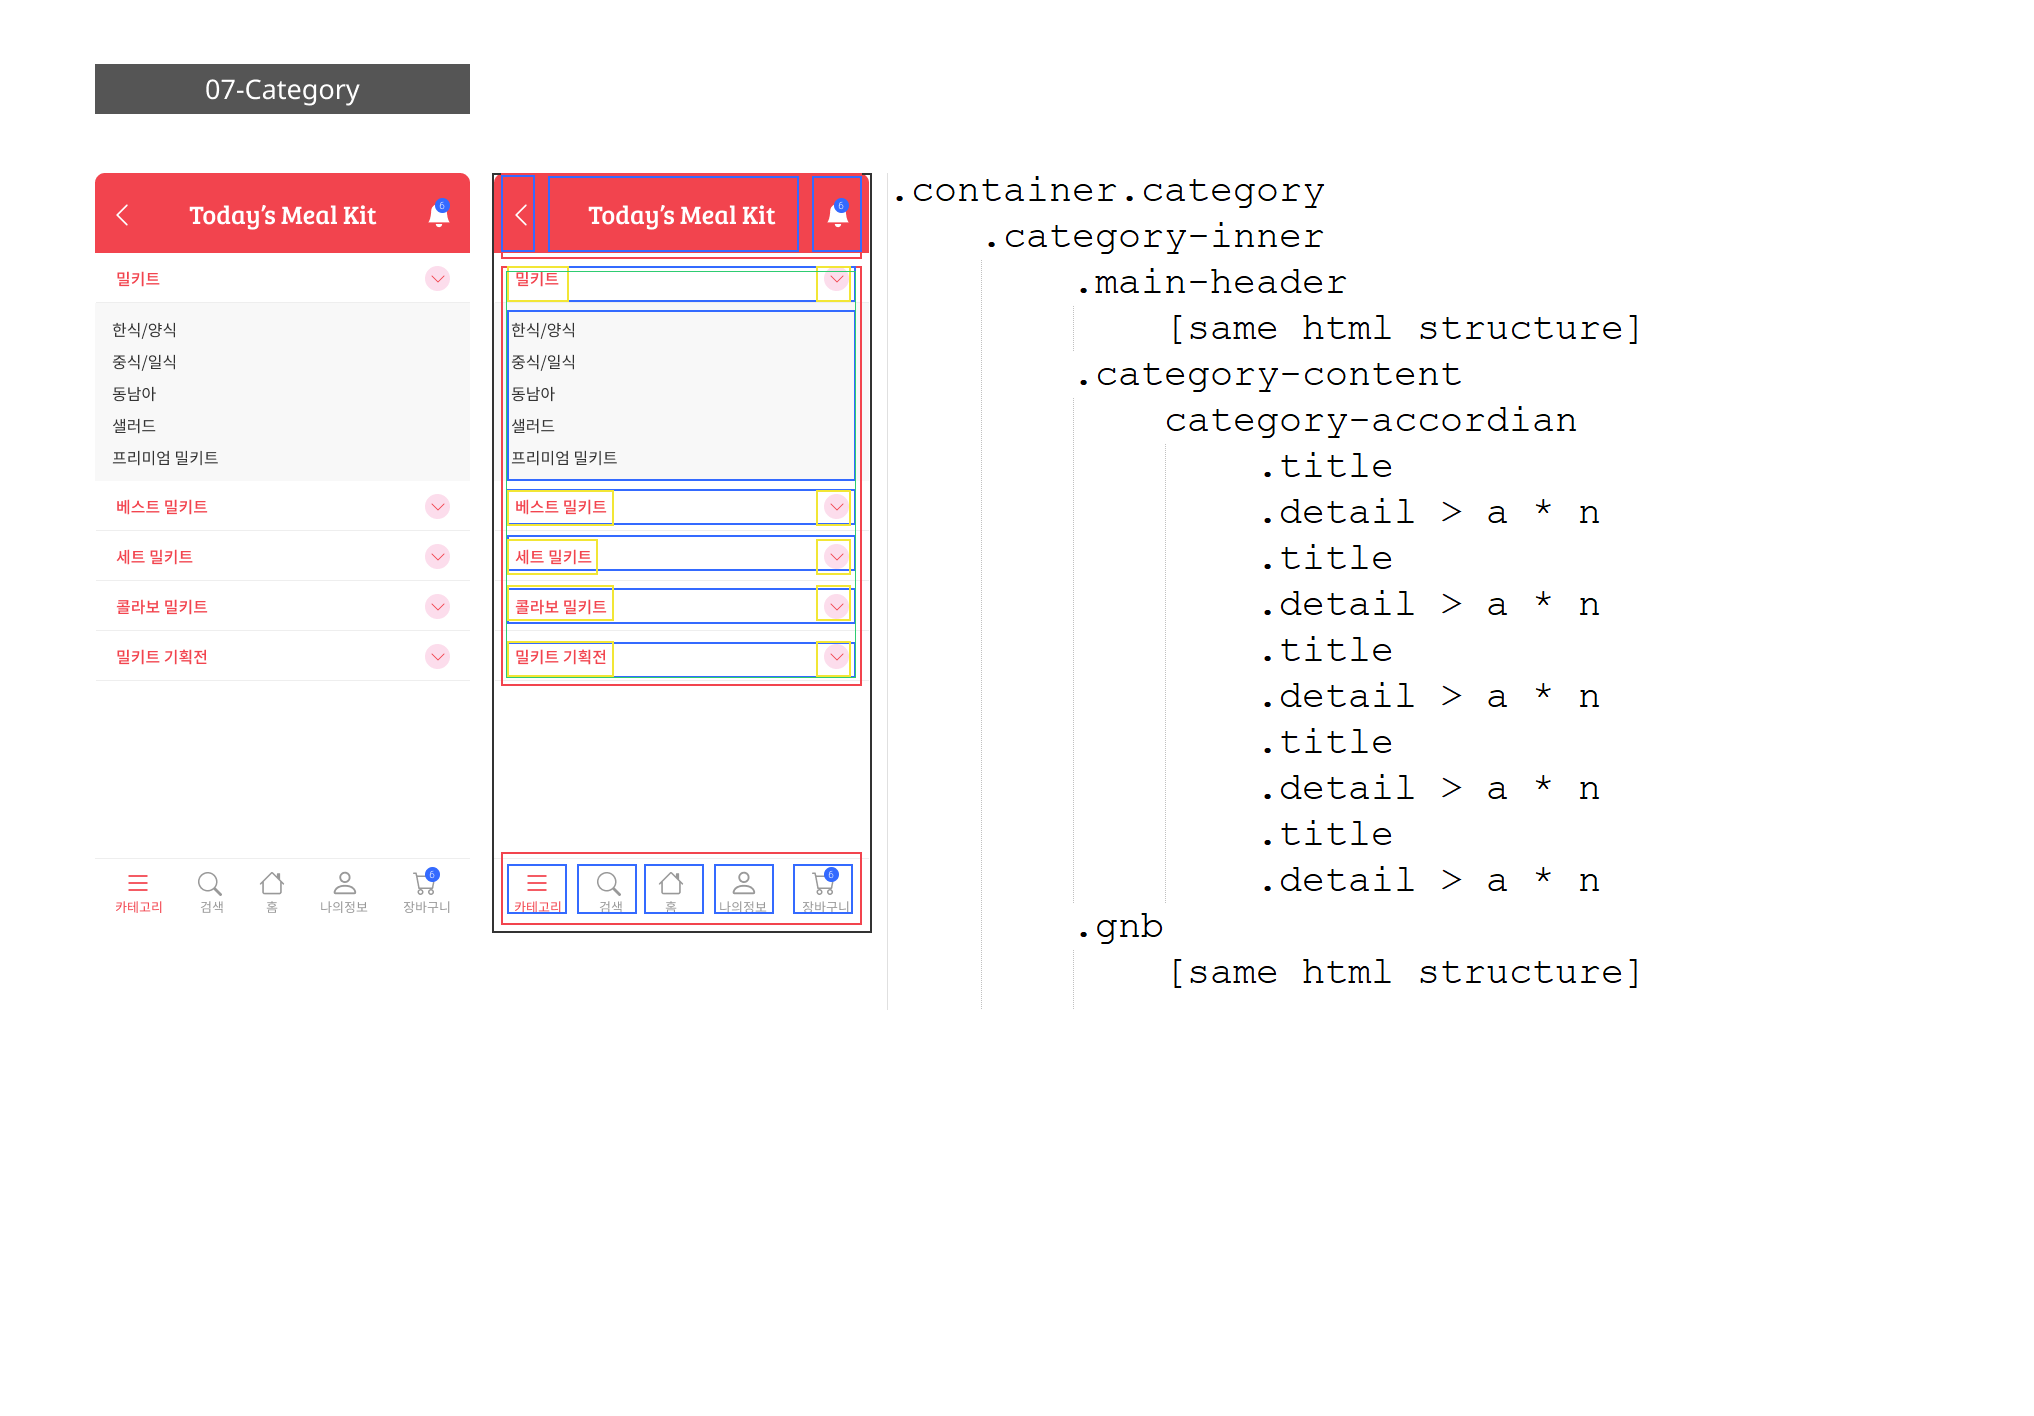 07-Category
Today's Meal Kit
6
밀키트
한식/양식
중식/일식
동남아
샐러드
프리미엄 밀키트
베스트 밀키트
세트 밀키트
콜라보 밀키트
밀키트 기획전
카테고리
검색
홈
나의정보
6
장바구니
Today's Meal Kit
6
밀키트
한식/양식
중식/일식
동남아
샐러드
프리미엄 밀키트
베스트 밀키트
세트 밀키트
콜라보 밀키트
밀키트 기획전
카테고리
검색
홈
나의정보
6
장바구니
.container.category
.category-inner
.main-header
[same html structure]
.category-content
category-accordian
.title
.detail > a * n
.title
.detail > a * n
.title
.detail > a * n
.title
.detail > a * n
.title
.detail > a * n
.gnb
[same html structure]